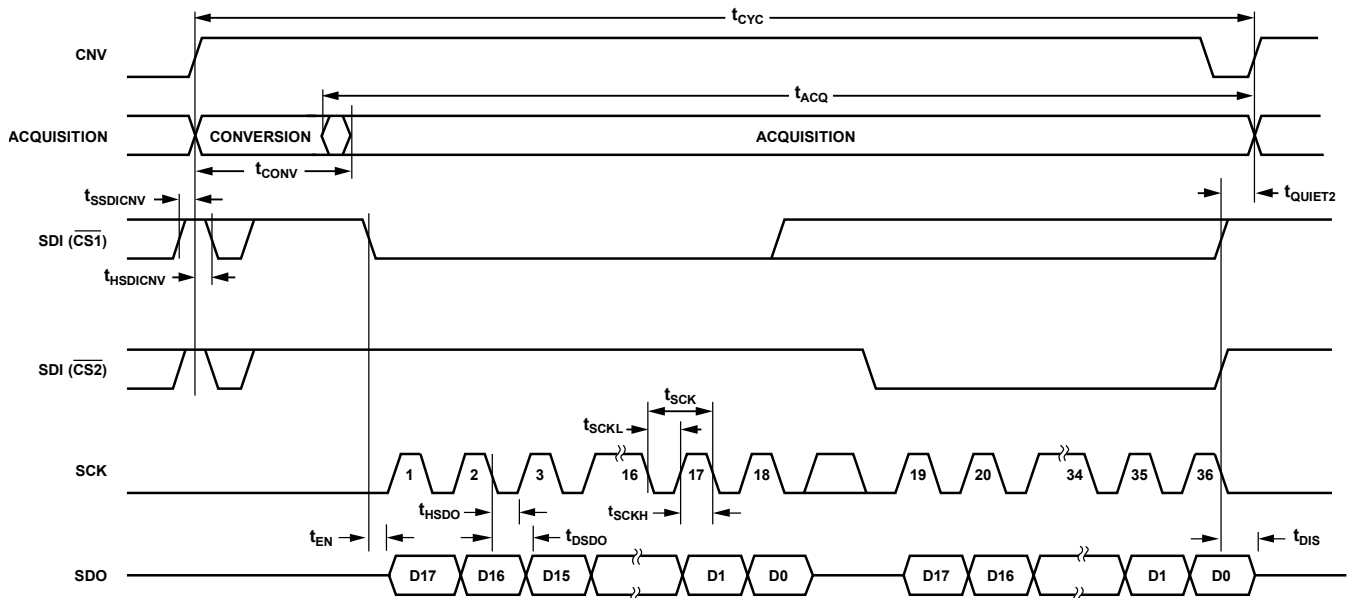 tCYC
CNV
tACQ
ACQUISITION CONVERSION ACQUISITION
tCONV
tSSDICNV
tQUIET2
SDI (CS1)
tHSDICNV
SDI (CS2)
tSCK
tSCKL
SCK 1 2 3 16 17 18 19 20 34 35 36
tHSDO tSCKH
tEN tDSDO tDIS
SDO D17 D16 D15 D1 D0 D17 D16 D1 D0